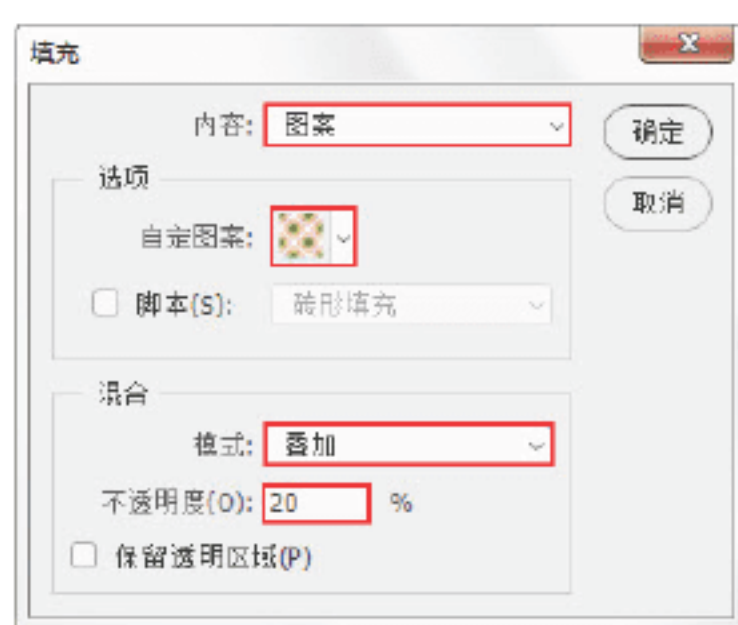 填充
内容: 图案
确定
选项
取消
自定图案:
脚本(S): 砖形填充
混合
模式: 叠加
不透明度(O): 20 %
保留透明区域(P)